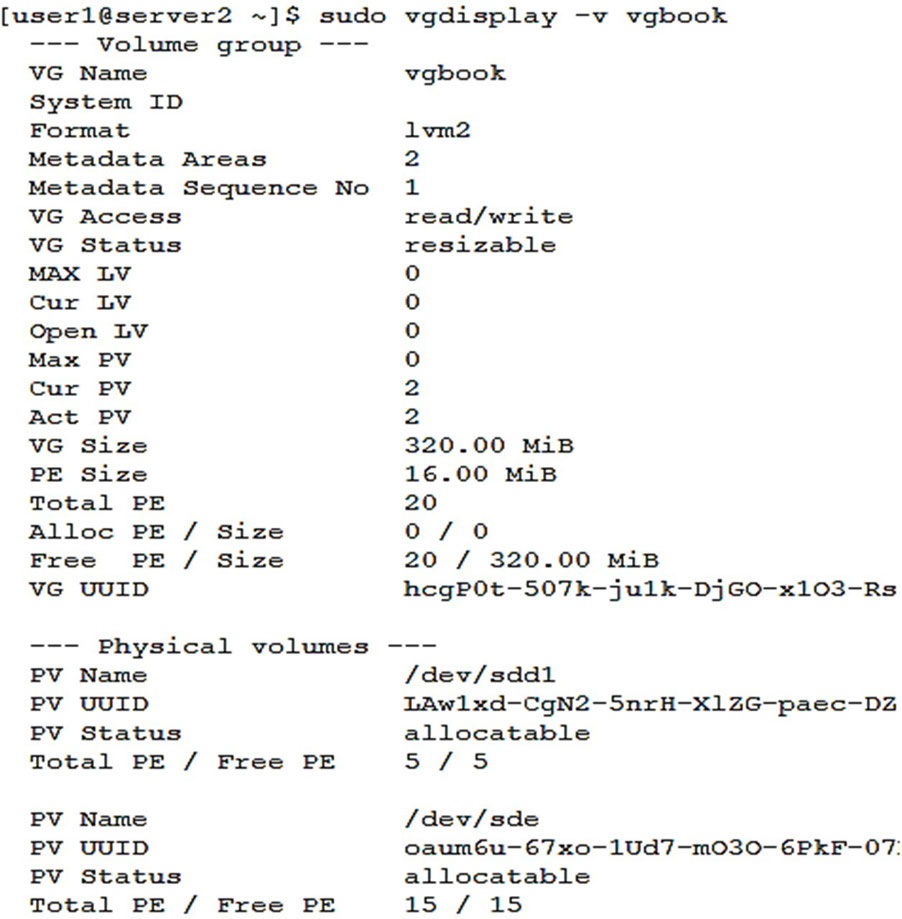 [user1@server2 ~]$ sudo vgdisplay -v vgbook
--- Volume group ---
VG Name vgbook
System ID
Format lvm2
Metadata Areas 2
Metadata Sequence No 1
VG Access read/write
VG Status resizable
MAX LV 0
Cur LV 0
Open LV 0
Max PV 0
Cur PV 2
Act PV 2
VG Size 320.00 MiB
PE Size 16.00 MiB
Total PE 20
Alloc PE / Size 0 / 0
Free  PE / Size 20 / 320.00 MiB
VG UUID hcgP0t-507k-ju1k-DjGO-x1O3-Rs
--- Physical volumes ---
PV Name /dev/sdd1
PV UUID LAw1xd-CgN2-5nrH-XlZG-paec-DZ
PV Status allocatable
Total PE / Free PE 5 / 5
PV Name /dev/sde
PV UUID oaum6u-67xo-1Ud7-mO3O-6PkF-07
PV Status allocatable
Total PE / Free PE 15 / 15